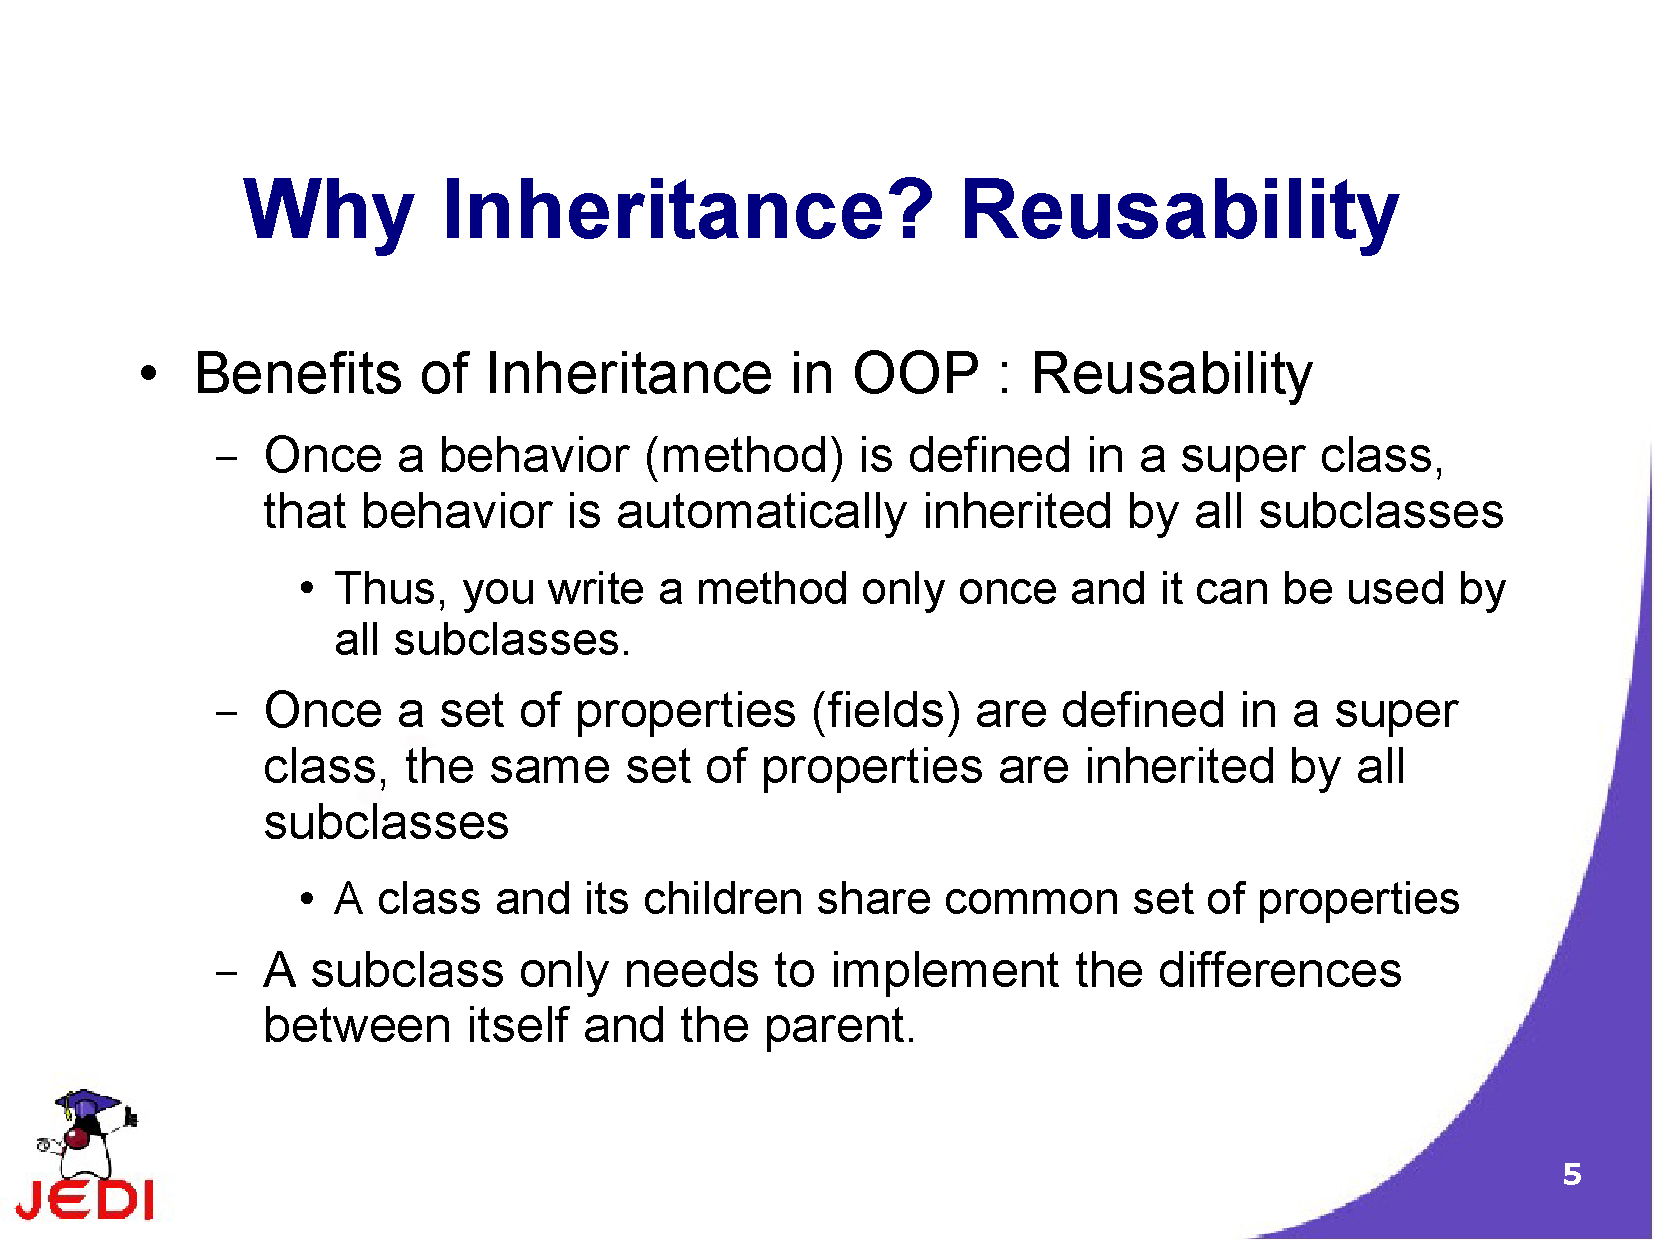 Why Inheritance? Reusability
• Benefits of Inheritance in OOP : Reusability
– Once a behavior (method) is defined in a super class,
that behavior is automatically inherited by all subclasses
• Thus, you write a method only once and it can be used by
all subclasses.
– Once a set of properties (fields) are defined in a super
class, the same set of properties are inherited by all
subclasses
• A class and its children share common set of properties
– A subclass only needs to implement the differences
between itself and the parent.
JEDI
5